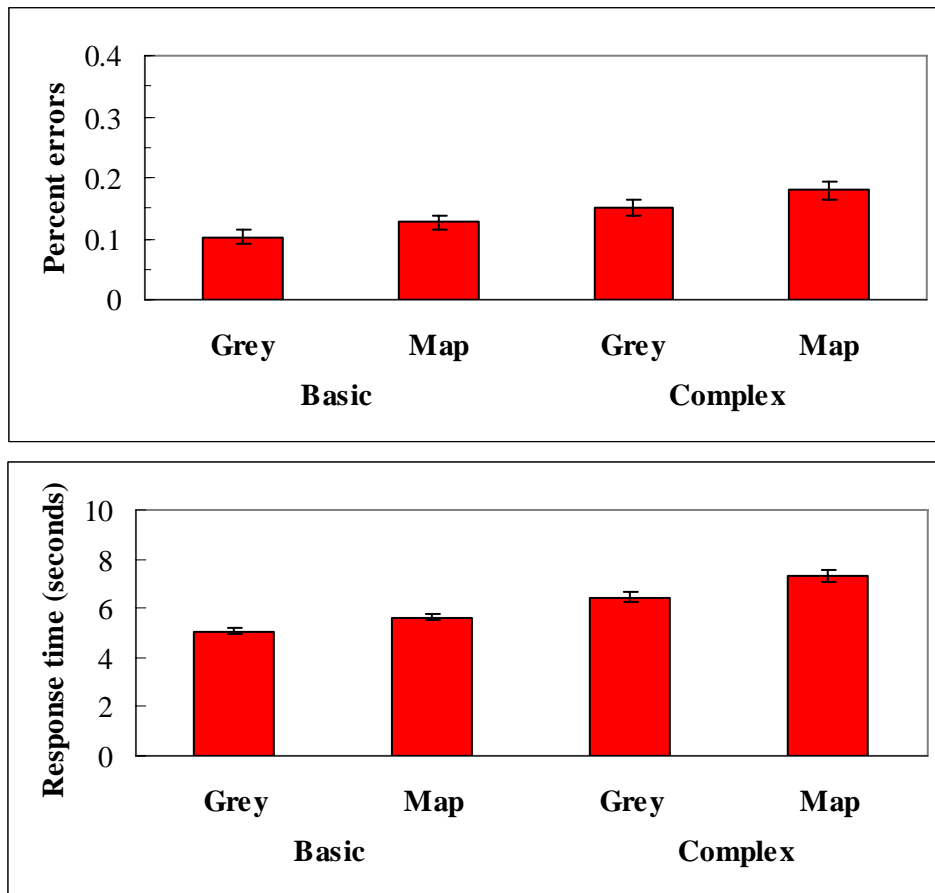 Percent errors
0.4
0.3
0.2
0.1
0
Grey Map Grey Map
Basic Complex
Response time (seconds)
10
8
6
4
2
0
Grey Map Grey Map
Basic Complex